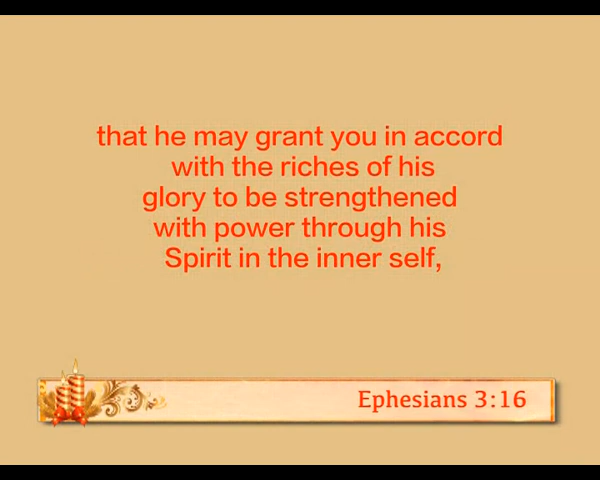 that he may grant you in accord
with the riches of his
glory to be strengthened
with power through his
Spirit in the inner self,
Ephesians 3:16